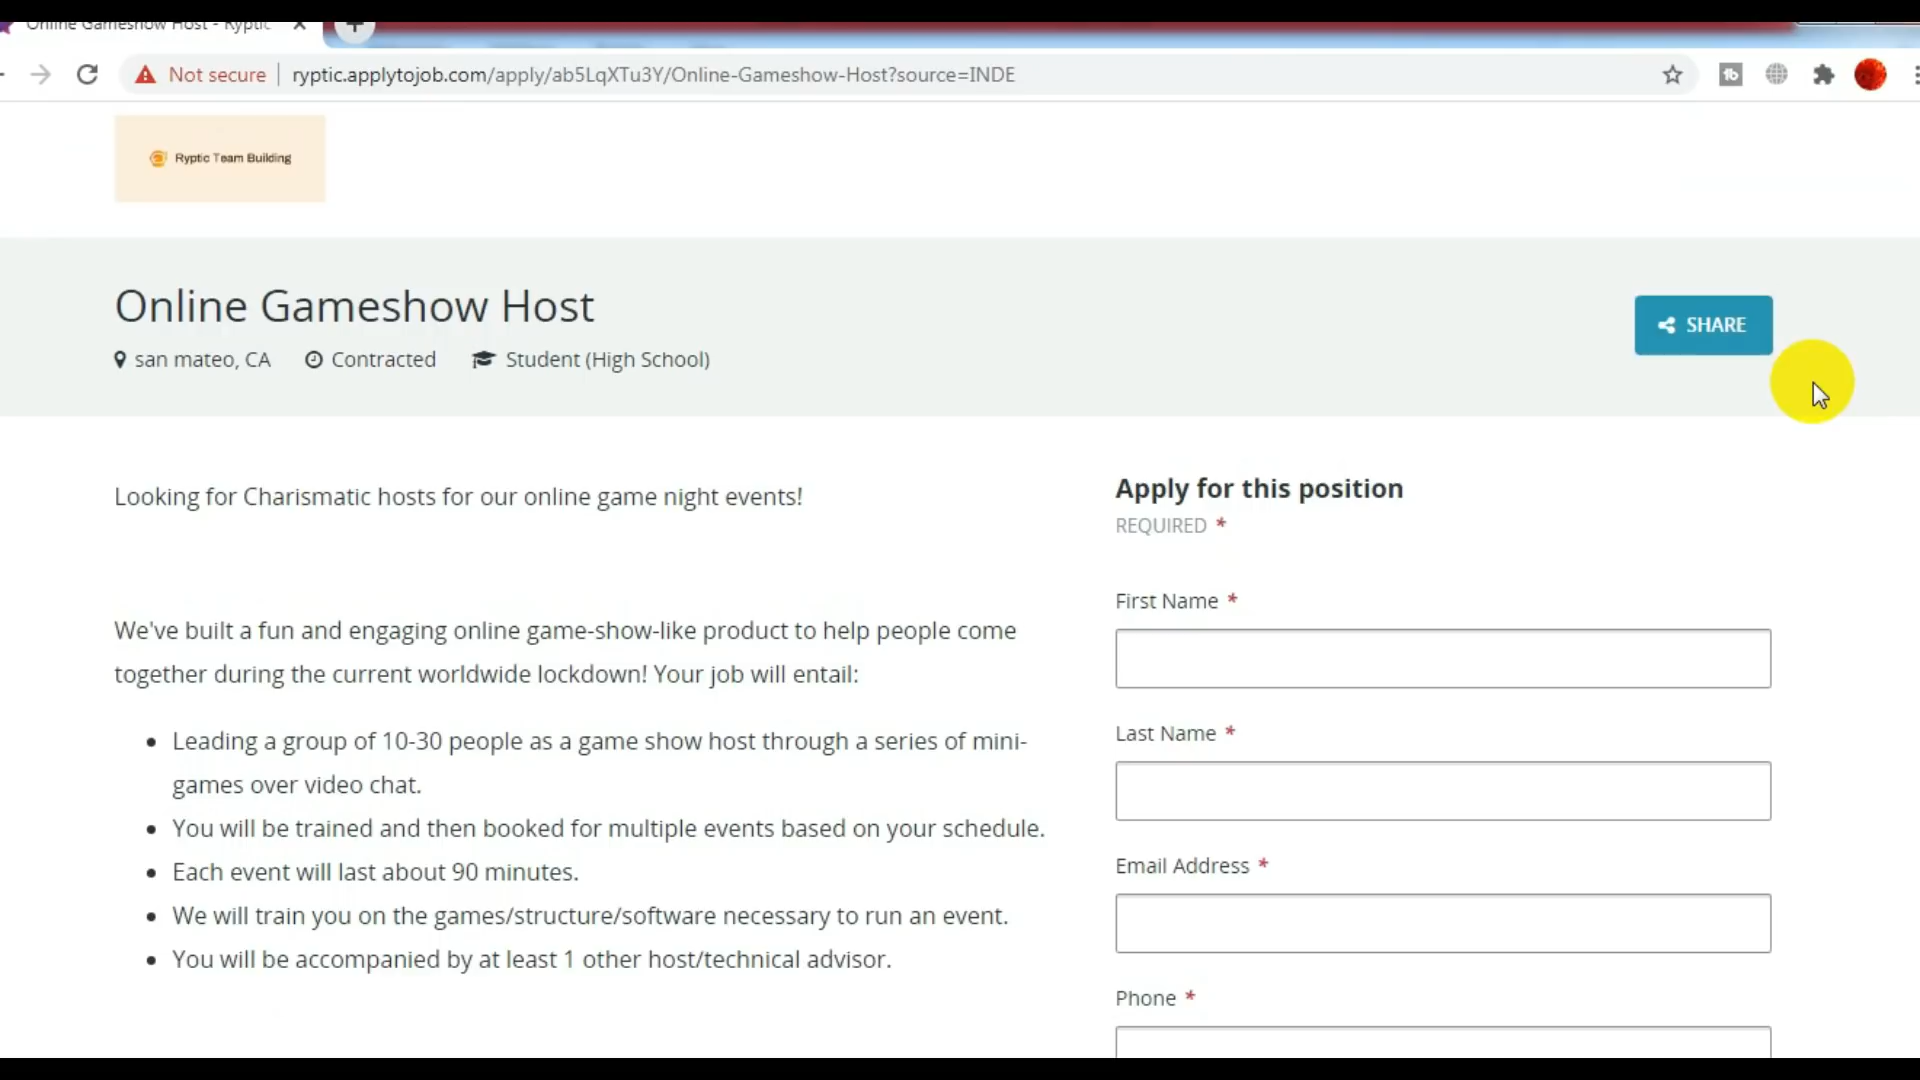 Online Gameshow Host - Ryptic
Not secure
ryptic.applytojob.com/apply/ab5LqXTu3Y/Online-Gameshow-Host?source=INDE
Ryptic Team Building
Online Gameshow Host
san mateo, CA
Contracted
Student (High School)
SHARE
Looking for Charismatic hosts for our online game night events!
We've built a fun and engaging online game-show-like product to help people come
together during the current worldwide lockdown! Your job will entail:
• Leading a group of 10-30 people as a game show host through a series of mini-
games over video chat.
• You will be trained and then booked for multiple events based on your schedule.
• Each event will last about 90 minutes.
• We will train you on the games/structure/software necessary to run an event.
• You will be accompanied by at least 1 other host/technical advisor.
Apply for this position
REQUIRED *
First Name *
Last Name *
Email Address *
Phone *